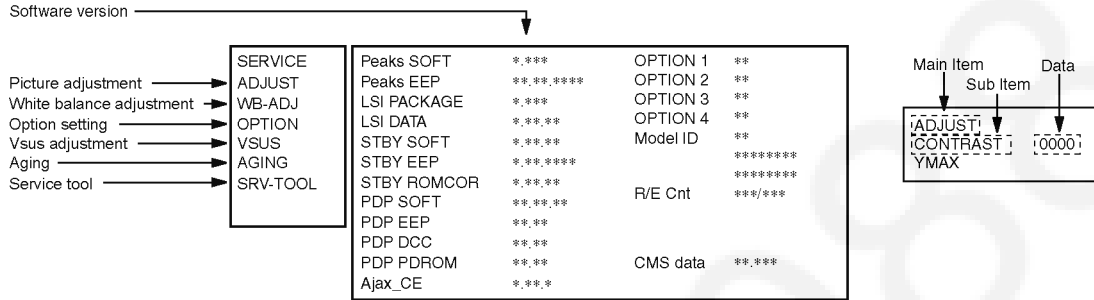 Software version
Picture adjustment
White balance adjustment
Option setting
Vsus adjustment
Aging
Service tool
SERVICE
ADJUST
WB-ADJ
OPTION
VSUS
AGING
SRV-TOOL
Peaks SOFT *.***
Peaks EEP **.**.****
LSI PACKAGE *.***
LSI DATA *.**.**
STBY SOFT *.**.**
STBY EEP *.**.****
STBY ROMCOR *.**.**
PDP SOFT **.**.**
PDP EEP **.**
PDP DCC **.**
PDP PDROM **.**
Ajax_CE *.**.*
OPTION 1 **
OPTION 2 **
OPTION 3 **
OPTION 4 **
Model ID **
********
********
R/E Cnt ***/***
CMS data **.***
Main Item
Sub Item
Data
ADJUST
CONTRAST 0000
YMAX